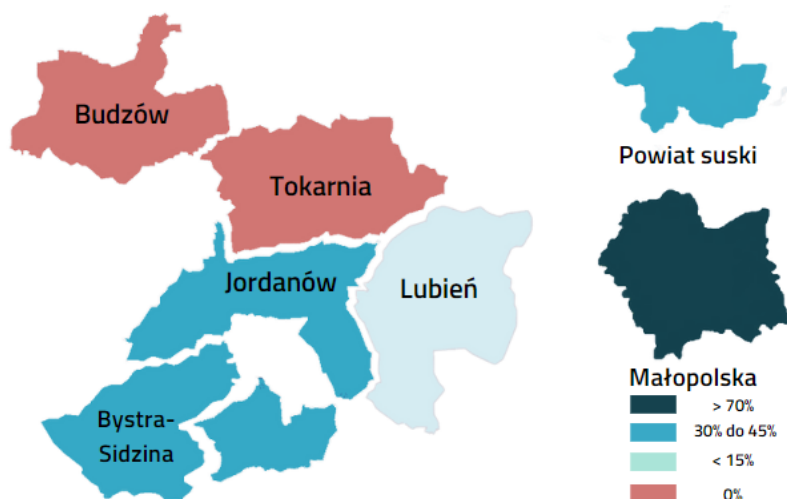 Budzów
Tokarnia
Jordanów
Lubień
Bystra-
Sidzina
Powiat suski
Małopolska
> 70%
30% do 45%
< 15%
0%